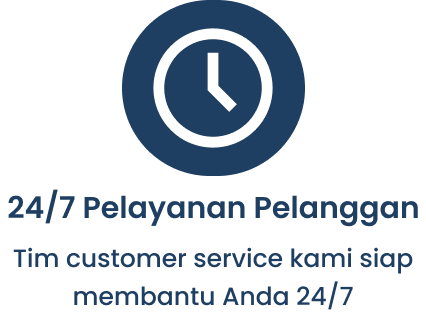 24/7 Pelayanan Pelanggan
Tim customer service kami siap
membantu Anda 24/7